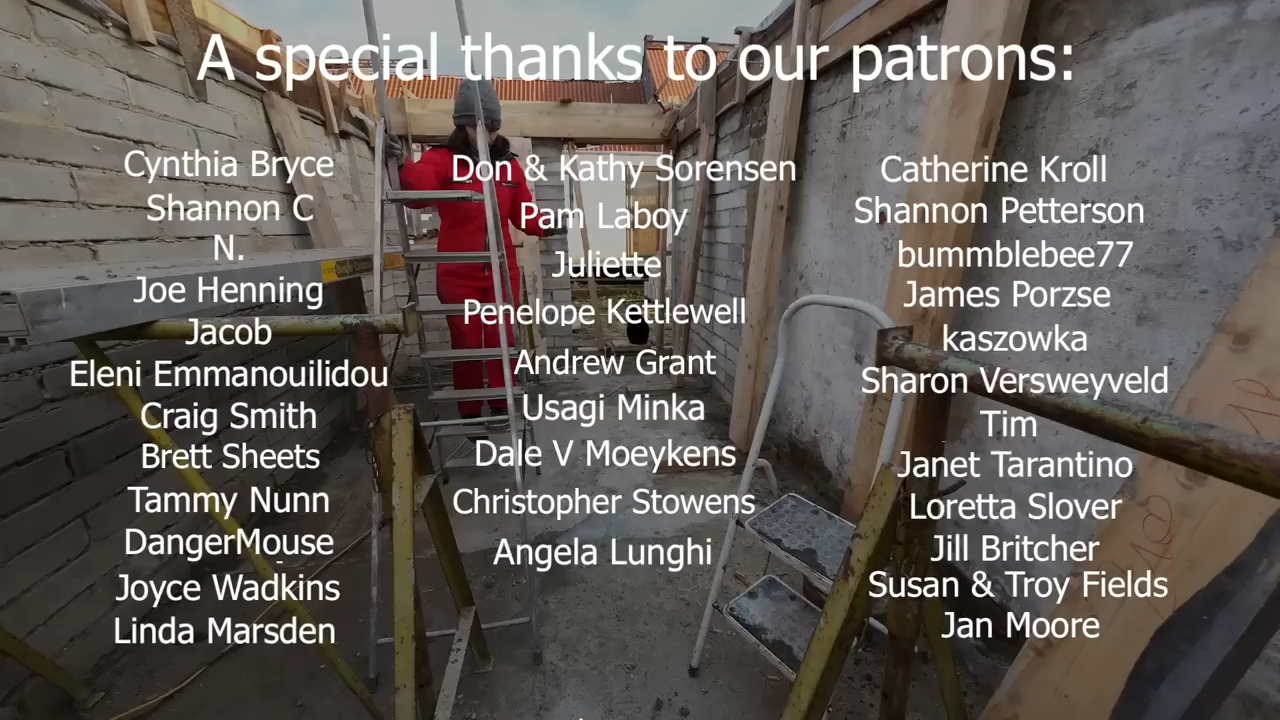 A special thanks to our patrons:
Cynthia Bryce
Shannon C
N.
Joe Henning
Jacob
Eleni Emmanouilidou
Craig Smith
Brett Sheets
Tammy Nunn
DangerMouse
Joyce Wadkins
Linda Marsden
Don & Kathy Sorensen
Pam Laboy
Juliette
Penelope Kettlewell
Andrew Grant
Usagi Minka
Dale V Moeykens
Christopher Stowens
Angela Lunghi
Catherine Kroll
Shannon Petterson
bummblebee77
James Porzse
kaszowka
Sharon Versweyveld
Tim
Janet Tarantino
Loretta Slover
Jill Britcher
Susan & Troy Fields
Jan Moore